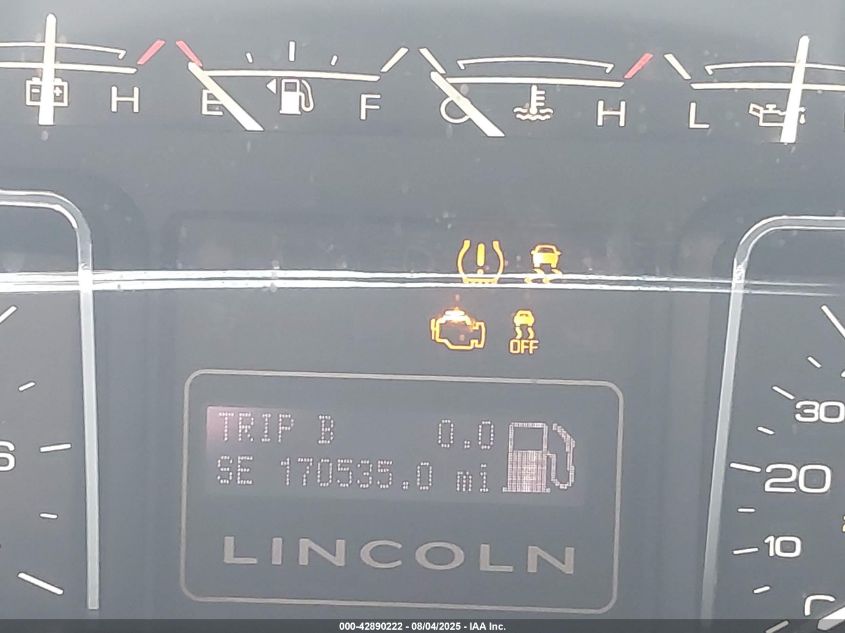 H E F C H L
OFF
TRIP B 0.0
SE 170535.0 mi
LINCOLN
6
30
20
10
000-42890222 - 08/04/2025 - IAA Inc.